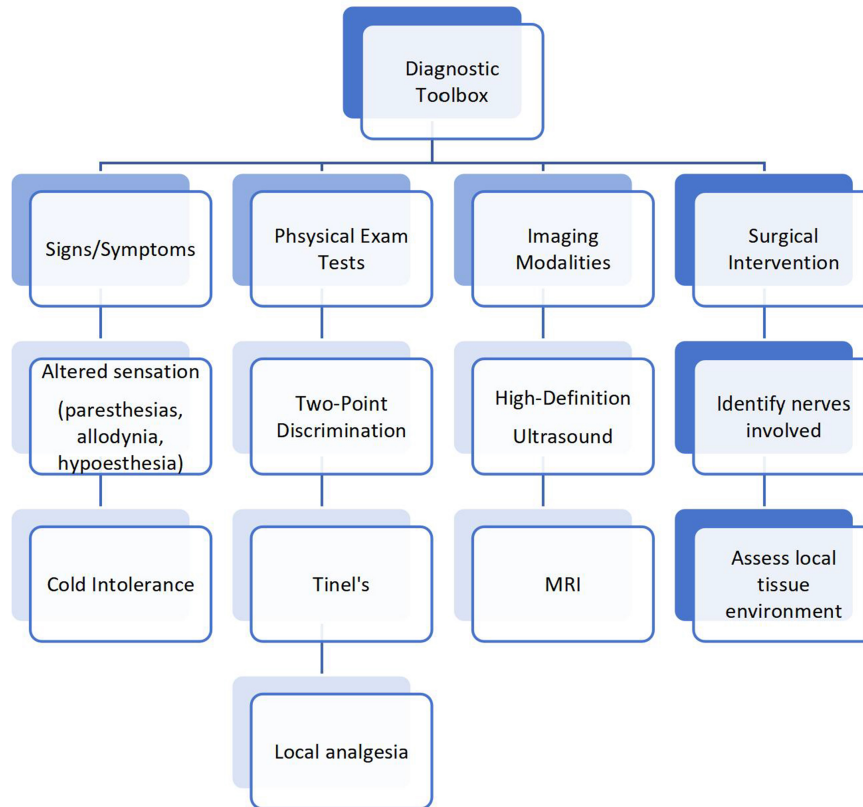 Diagnostic
Toolbox
Signs/Symptoms
Phsysical Exam
Tests
Imaging
Modalities
Surgical
Intervention
Altered sensation
(paresthasias,
allodynia,
hypoesthesia)
Two-Point
Discrimination
High-Definition
Ultrasound
Identify nerves
involved
Cold Intolerance
Tinel's
MRI
Assess local
tissue
environment
Local analgesia